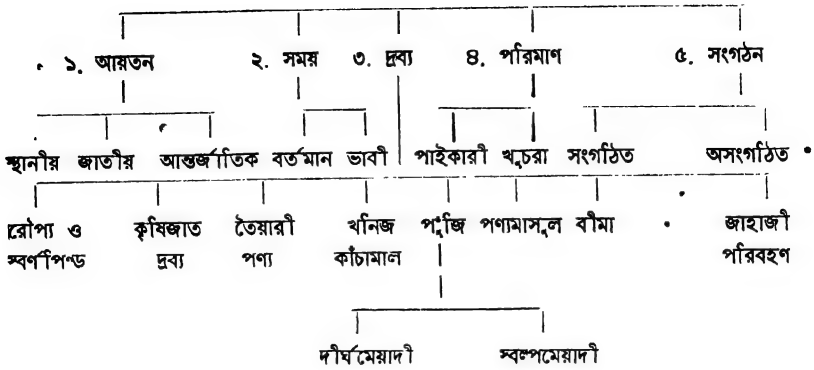 ১. আয়তন ২. সময় ৩. দ্রব্য ৪. পরিমাণ ৫. সংগঠন
স্থানীয় জাতীয় আন্তর্জাতিক বর্তমান ভাবী পাইকারী খুচরা সংগঠিত অসংগঠিত
রৌপ্য ও কৃষিজাত তৈয়ারী খনিজ পুঁজি পণ্যমাসুল বীমা জাহাজী
স্বর্ণপিণ্ড দ্রব্য পণ্য কাঁচামাল পরিবহণ
দীর্ঘমেয়াদী স্বল্পমেয়াদী